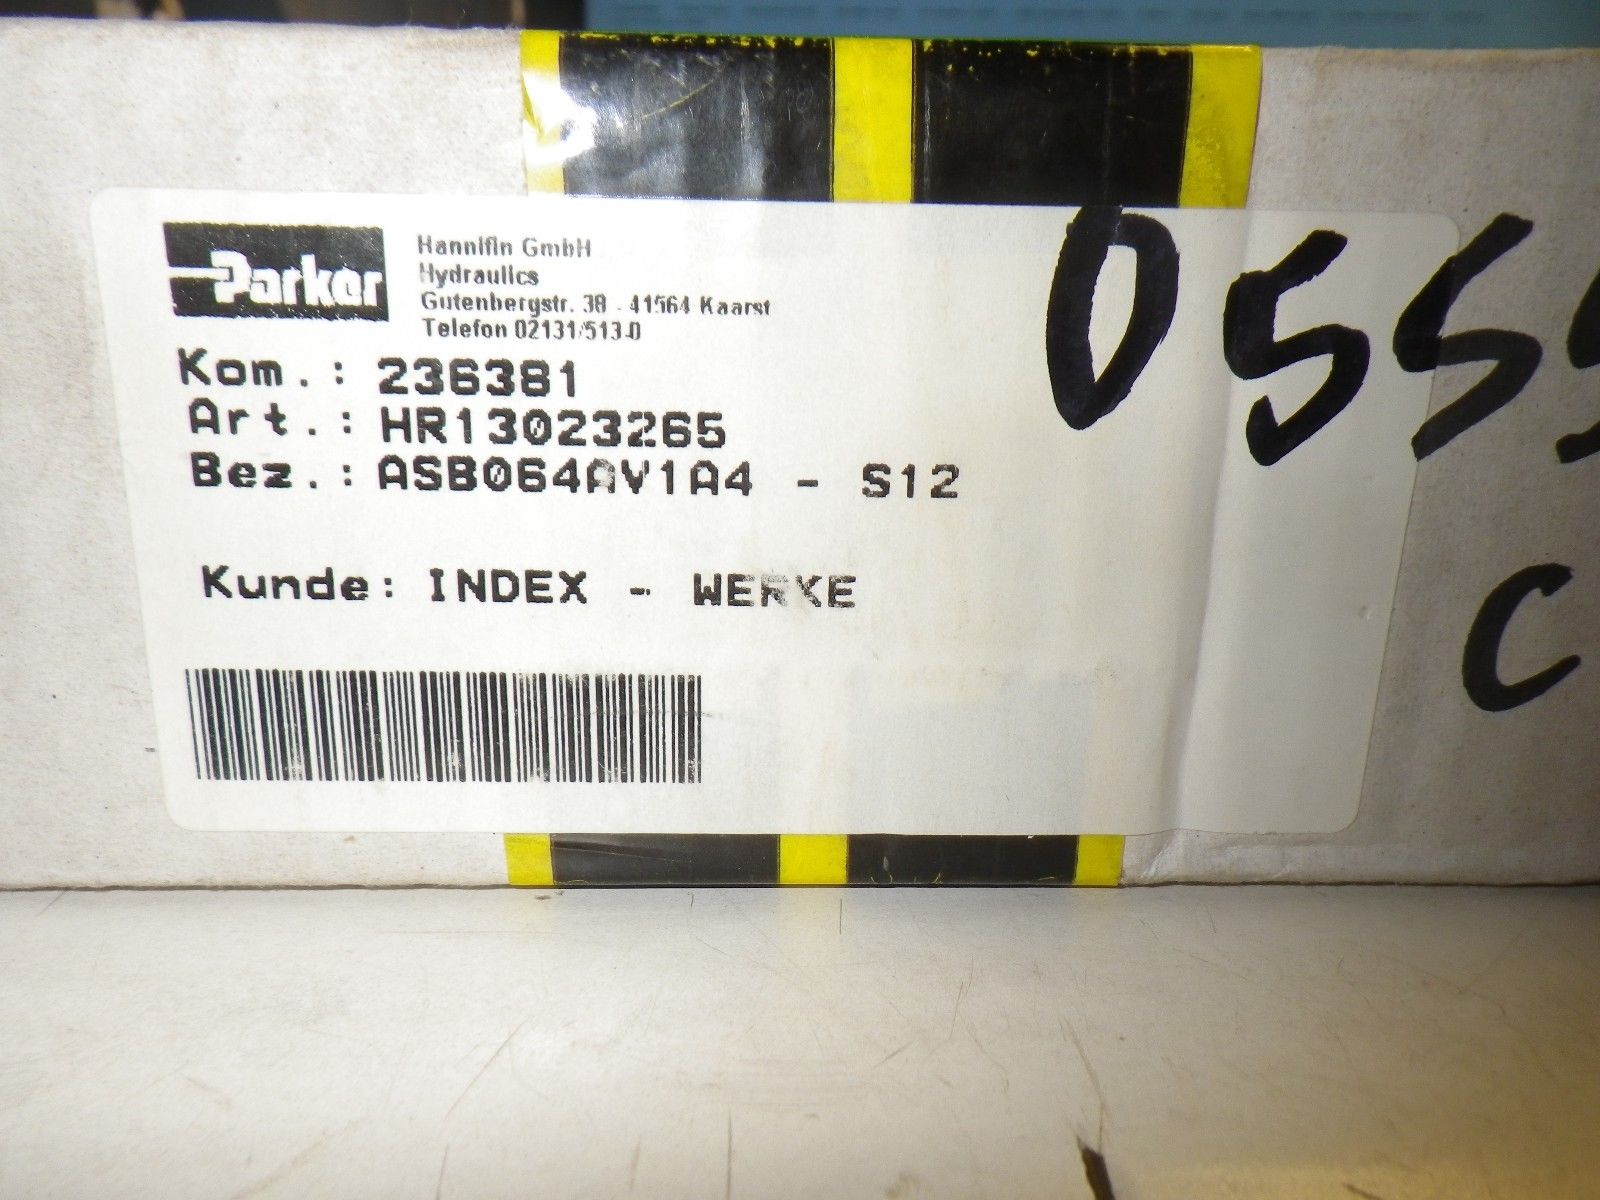 Parker
Hannifin GmbH
Hydraulics
Gutenbergstr. 38 - 41564 Kaarst
Telefon 02131/513-0
Kom.: 236381
Art.: HR13023265
Bez.: ASB064AV1A4 - S12
Kunde: INDEX - WERKE
055
C